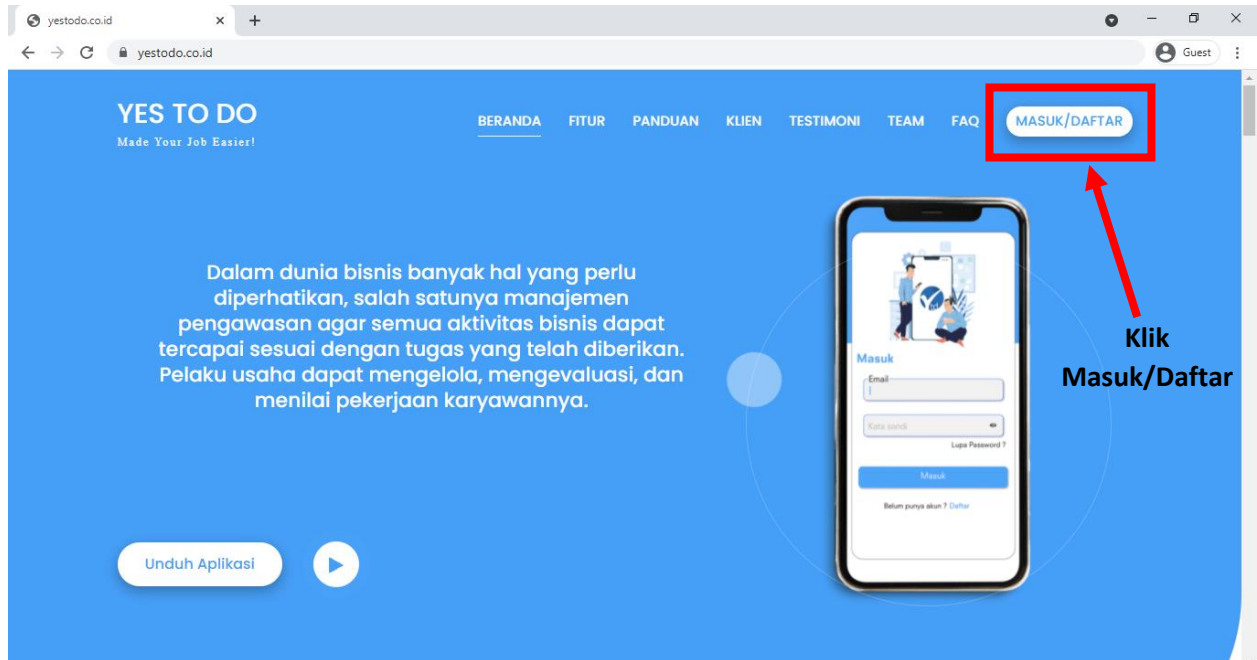 yestodo.co.id
yestodo.co.id
Guest
YES TO DO
Made Your Job Easier!
BERANDA FITUR PANDUAN KLIEN TESTIMONI TEAM FAQ MASUK/DAFTAR
Dalam dunia bisnis banyak hal yang perlu
diperhatikan, salah satunya manajemen
pengawasan agar semua aktivitas bisnis dapat
tercapai sesuai dengan tugas yang telah diberikan.
Pelaku usaha dapat mengelola, mengevaluasi, dan
menilai pekerjaan karyawannya.
Masuk
Email
Kata sandi
Lupa Password ?
Masuk
Belum punya akun ? Daftar
Klik
Masuk/Daftar
Unduh Aplikasi